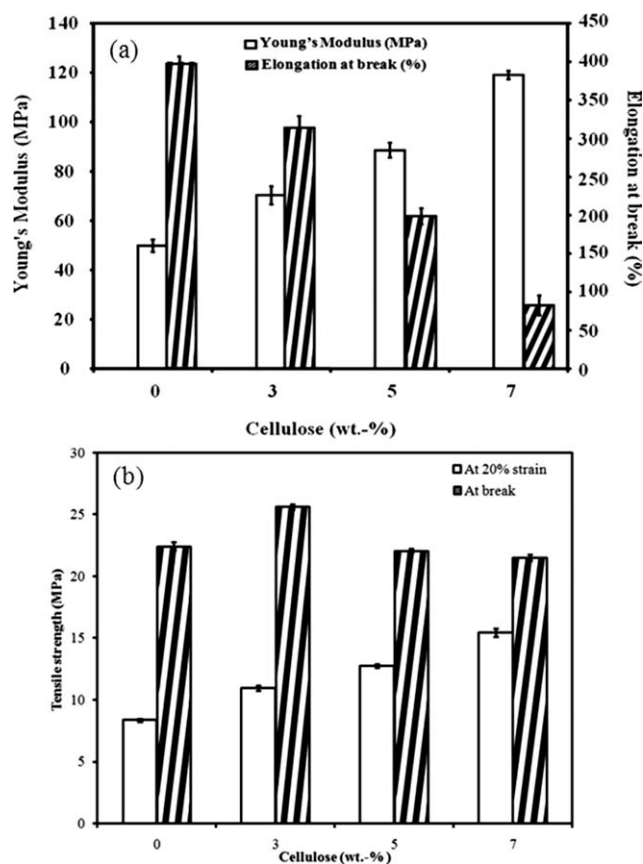 (a)
Young's Modulus (MPa)
Elongation at break (%)
Young's Modulus (MPa)
140
120
100
80
60
40
20
0
450
400
350
300
250
200
150
100
50
0
Elongation at break
(%)
0 3 5 7
Cellulose (wt.-%)
(b)
At 20% strain
At break
Tensile strength (MPa)
30
25
20
15
10
5
0
0 3 5 7
Cellulose (wt.-%)